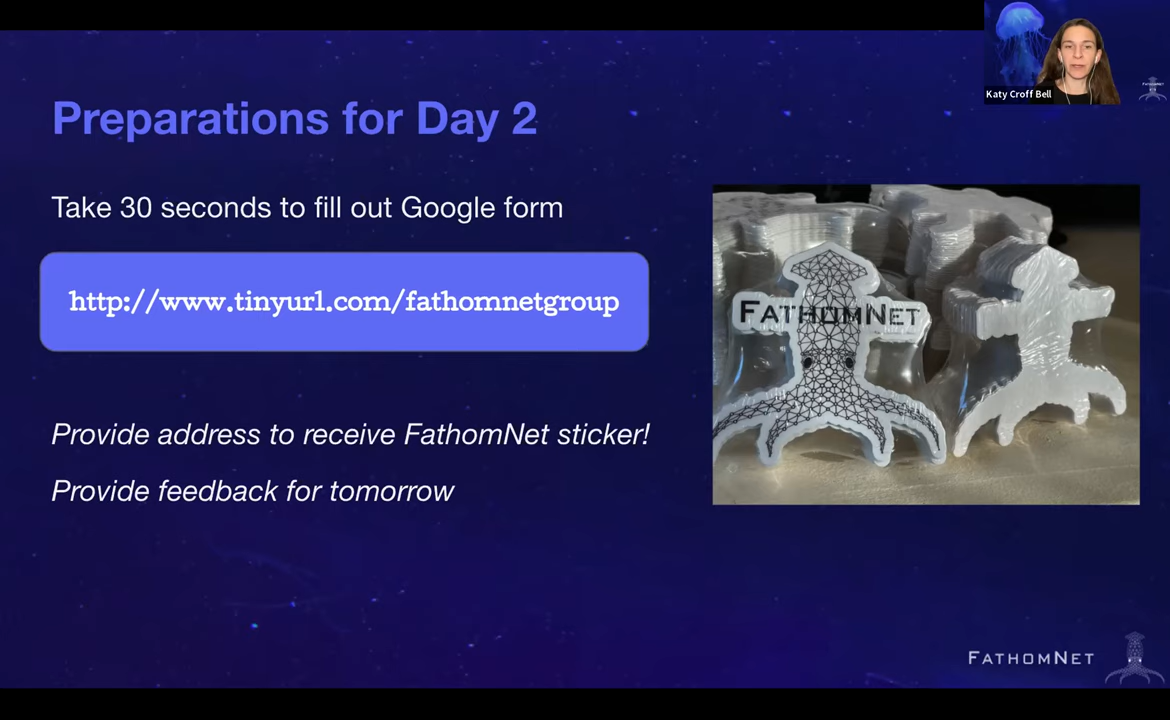 Katy Croff Bell
FATHOMNET
Preparations for Day 2
Take 30 seconds to fill out Google form
http://www.tinyurl.com/fathomnetgroup
Provide address to receive FathomNet sticker!
Provide feedback for tomorrow
FATHOMNET
FATHOMNET